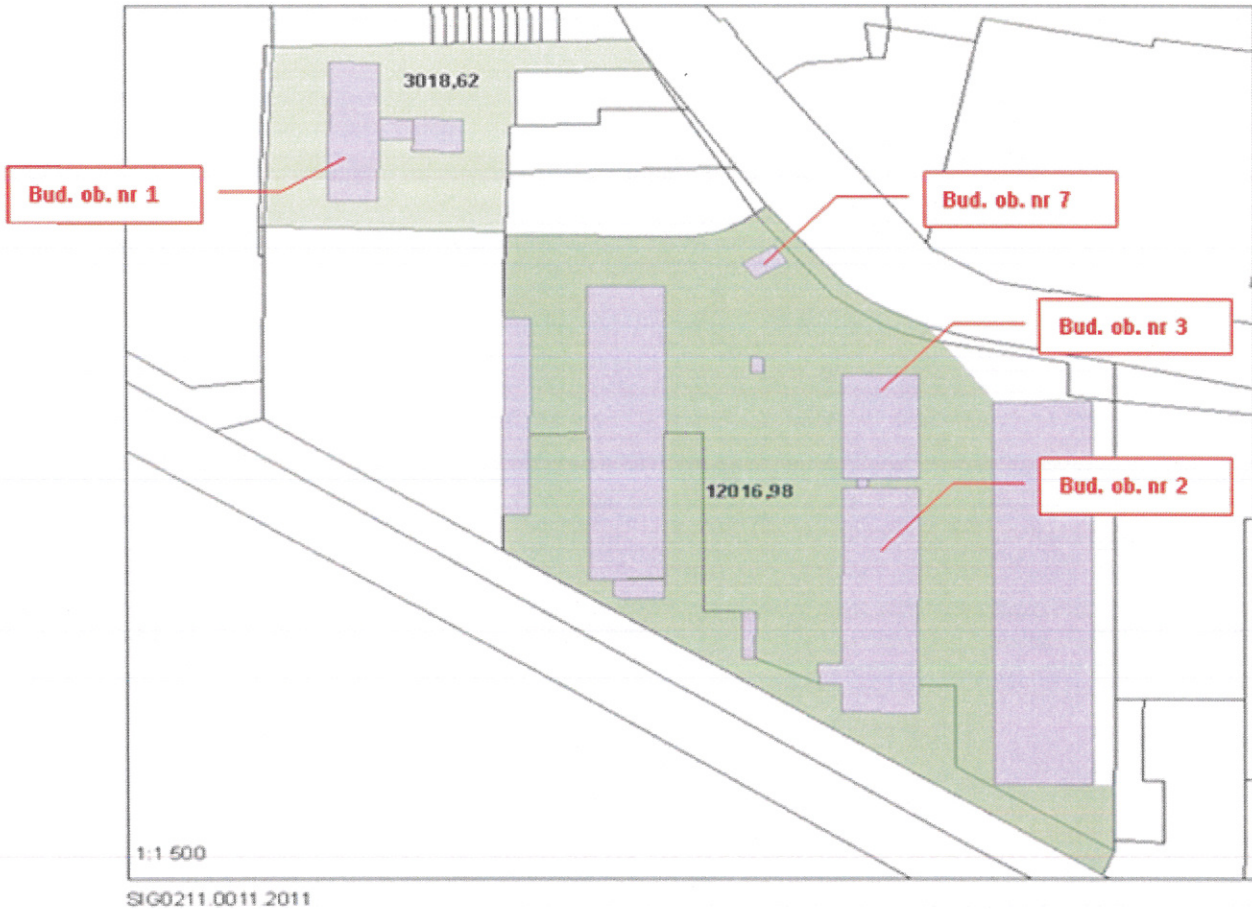 3018,62
Bud. ob. nr 1
Bud. ob. nr 7
Bud. ob. nr 3
12016,98
Bud. ob. nr 2
1:1 500
SIG0211.0011.2011